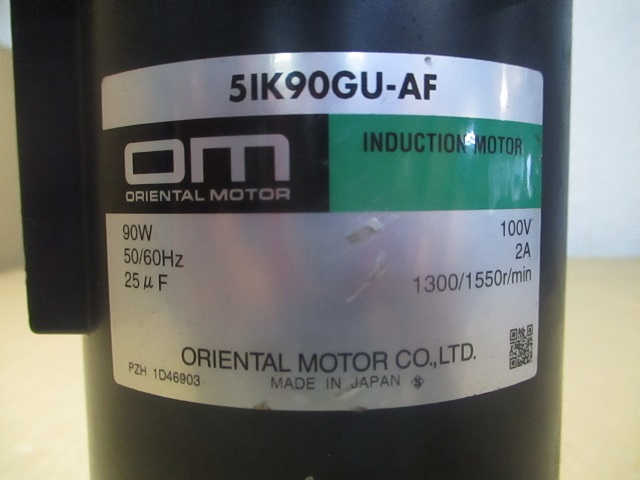 5IK90GU-AF
om
ORIENTAL MOTOR
INDUCTION MOTOR
90W
50/60Hz
25μF
100V
2A
1300/1550r/min
ORIENTAL MOTOR CO.,LTD.
PZH 1D46903
MADE IN JAPAN Ⓢ